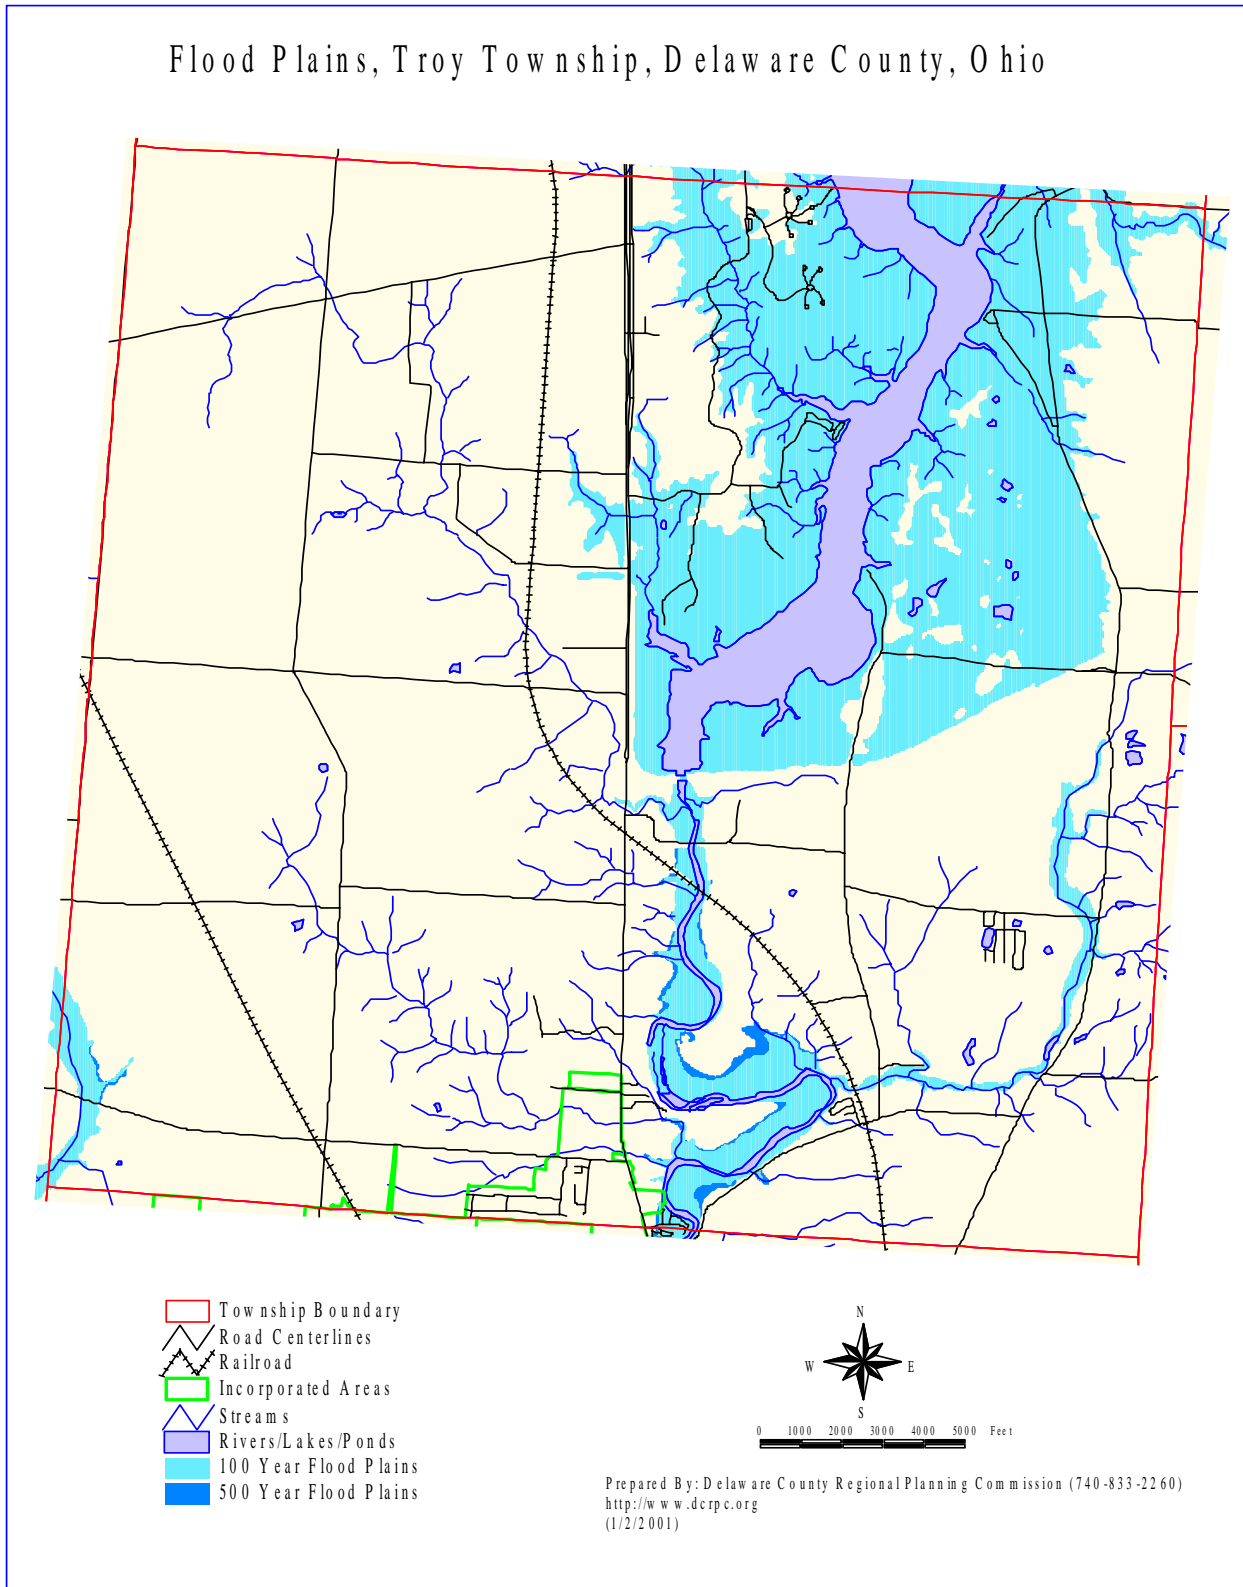 Flood Plains, Troy Township, Delaware County, Ohio
Township Boundary
Road Centerlines
Railroad
Incorporated Areas
Streams
Rivers/Lakes/Ponds
100 Year Flood Plains
500 Year Flood Plains
N
W E
S
0 1000 2000 3000 4000 5000 Feet
Prepared By: Delaware County Regional Planning Commission (740-833-2260)
http://www.dcrpc.org
(1/2/2001)